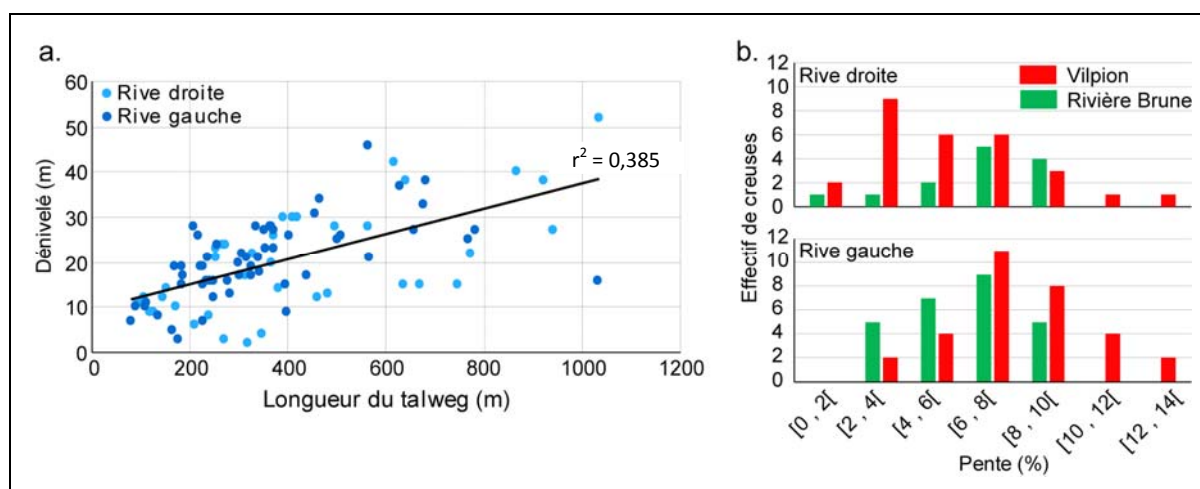 a.
60
50
40
30
20
10
0
Rive droite
Rive gauche
r² = 0,385
Dénivelé (m)
0 200 400 600 800 1000 1200
Longueur du talweg (m)
b.
12
10
8
6
4
2
0
Rive droite
Vilpion
Rivière Brune
Effectif de creuses
12
10
8
6
4
2
0
Rive gauche
[0 , 2[ [2 , 4[ [4 , 6[ [6 , 8[ [8 , 10[ [10 , 12[ [12 , 14[
Pente (%)